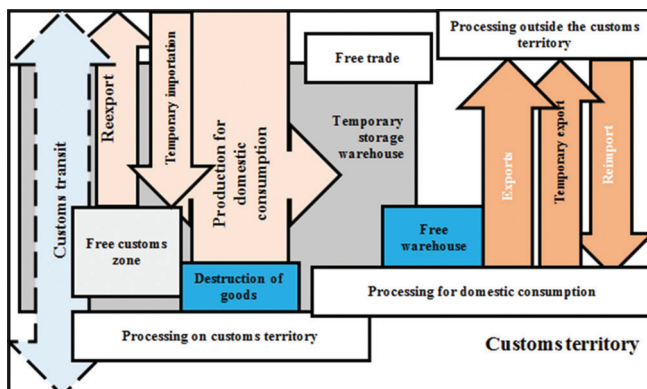 Processing outside the customs
territory
Free trade
Customs transit
Reexport
Temporary importation
Production for
domestic
consumption
Temporary
storage
warehouse
Exports
Temporary export
Reimport
Free customs
zone
Free
warehouse
Destruction of
goods
Processing for domestic consumption
Processing on customs territory
Customs territory